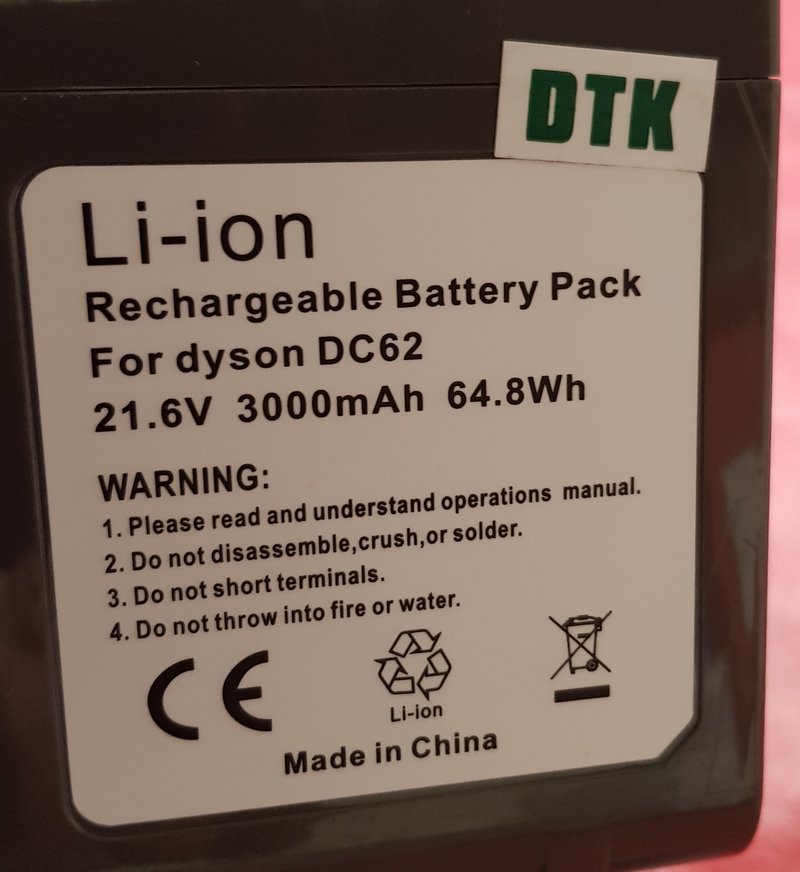 DTK
Li-ion
Rechargeable Battery Pack
For dyson DC62
21.6V 3000mAh 64.8Wh
WARNING:
1. Please read and understand operations manual.
2. Do not disassemble,crush,or solder.
3. Do not short terminals.
4. Do not throw into fire or water.
CE
Li-ion
Made in China